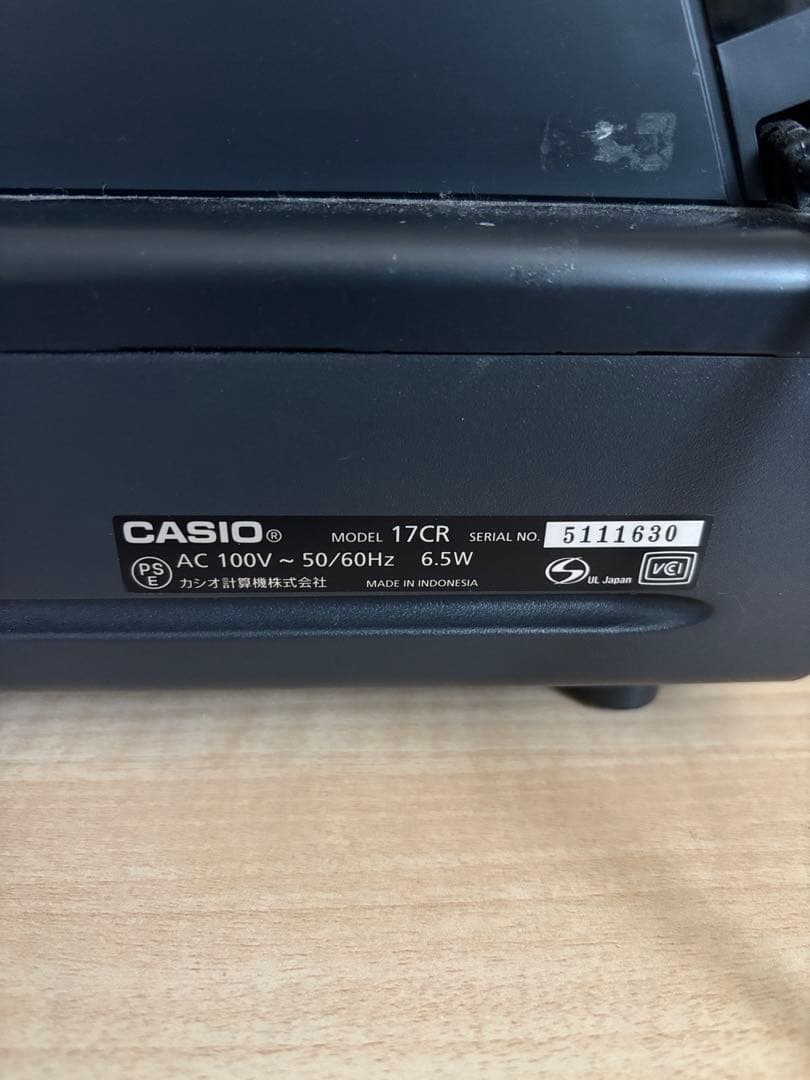 CASIO® MODEL 17CR SERIAL NO. 5111630
PS E AC 100V ~ 50/60Hz 6.5W
カシオ計算機株式会社 MADE IN INDONESIA
S UL Japan VCI